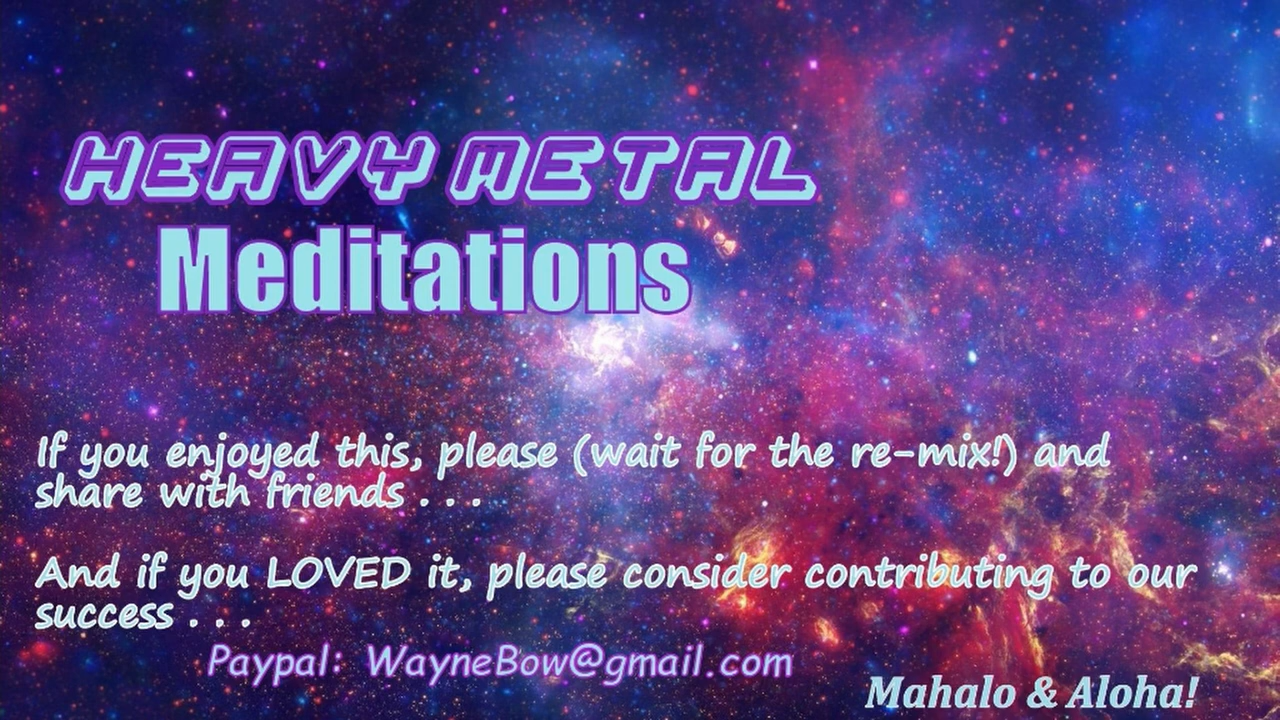 HEAVY METAL
Meditations
If you enjoyed this, please (wait for the re-mix!) and
share with friends . . .
And if you LOVED it, please consider contributing to our
success . . .
Paypal: WayneBow@gmail.com
Mahalo & Aloha!